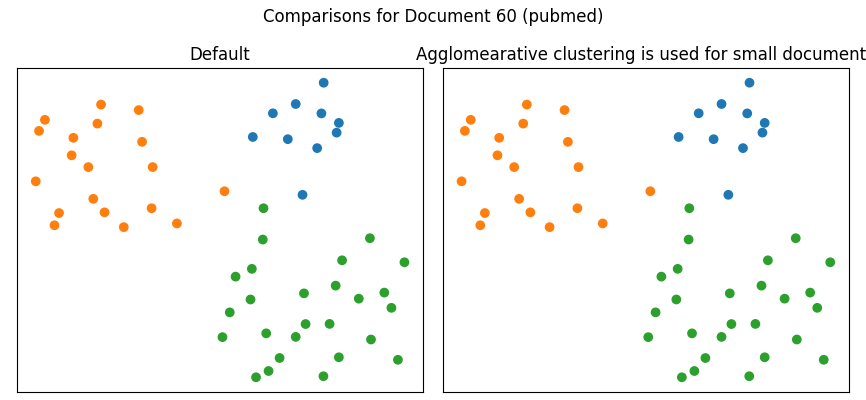 Comparisons for Document 60 (pubmed)
Default
Agglomearative clustering is used for small document